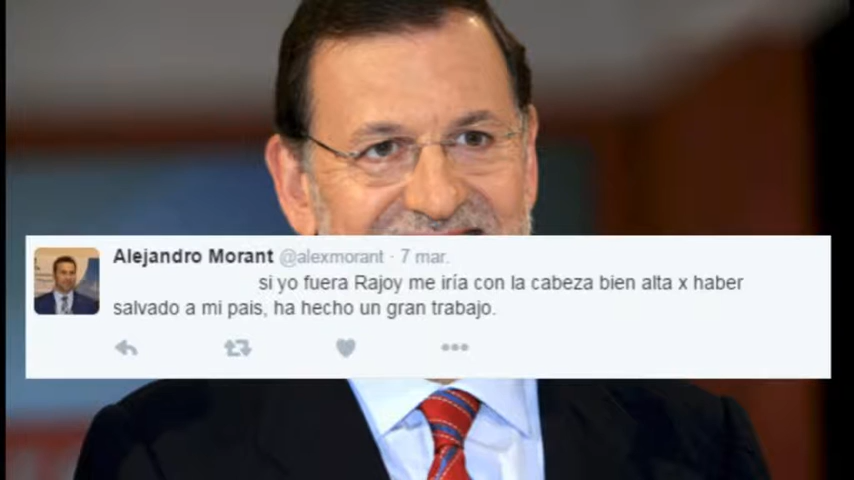 Alejandro Morant @alexmorant · 7 mar.
si yo fuera Rajoy me iría con la cabeza bien alta x haber
salvado a mi pais, ha hecho un gran trabajo.